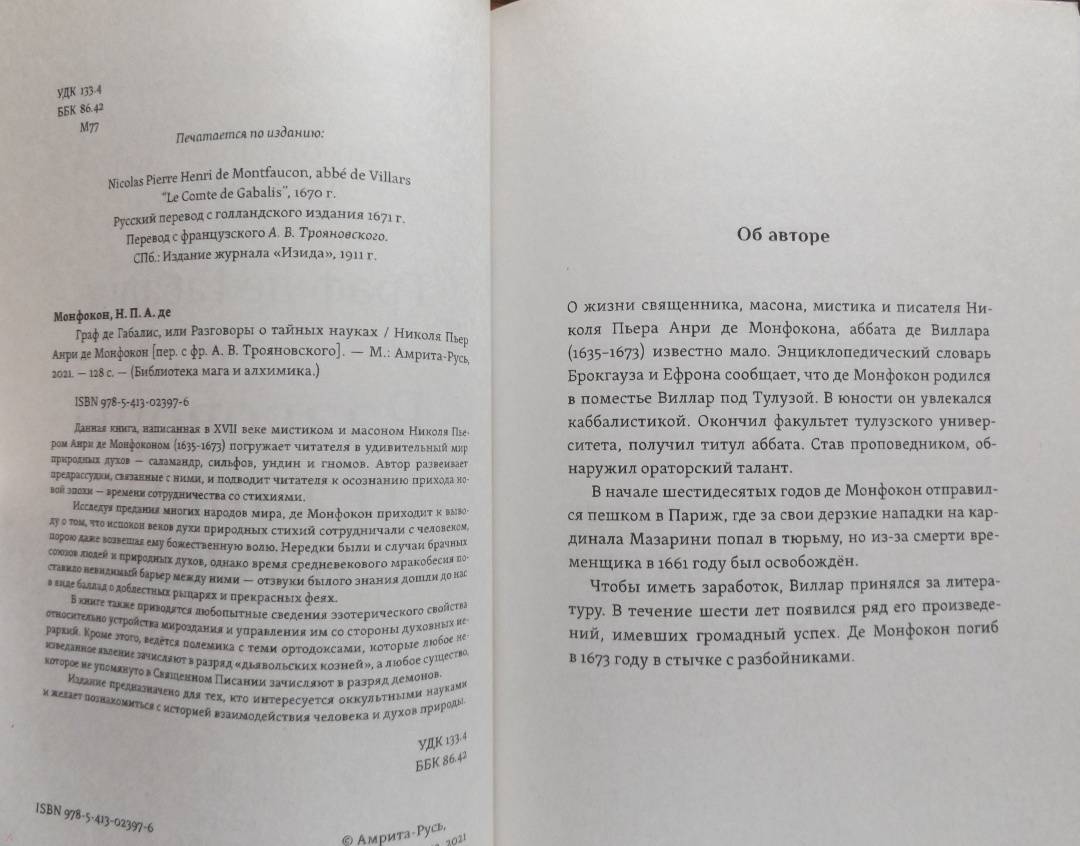 УДК 133.4
ББК 86.42
М77
Печатается по изданию:
Nicolas Pierre Henri de Montfaucon, abbé de Villars
“Le Comte de Gabalis”, 1670 г.
Русский перевод с голландского издания 1671 г.
Перевод с французского А. В. Трояновского.
СПб.: Издание журнала «Изида», 1911 г.
Монфокон, Н. П. А. де
Граф де Габалис, или Разговоры о тайных науках / Николя Пьер
Анри де Монфокон [пер. с фр. А. В. Трояновского]. — М.: Амрита-Русь,
2021. — 128 с. — (Библиотека мага и алхимика.)
ISBN 978-5-413-02397-6
Данная книга, написанная в XVII веке мистиком и масоном Николя Пье-
ром Анри де Монфоконом (1635-1673) погружает читателя в удивительный мир
природных духов — саламандр, сильфов, ундин и гномов. Автор развеивает
предрассудки, связанные с ними, и подводит читателя к осознанию прихода но-
вой эпохи — времени сотрудничества со стихиями.
Исследуя предания многих народов мира, де Монфокон приходит к выво-
ду о том, что испокон веков духи природных стихий сотрудничали с человеком,
порою даже возвещая ему божественную волю. Нередки были и случаи брачных
союзов людей и природных духов, однако время средневекового мракобесия по-
ставило невидимый барьер между ними — отзвуки былого знания дошли до нас
в виде баллад о доблестных рыцарях и прекрасных феях.
В книге также приводятся любопытные сведения эзотерического свойства
относительно устройства мироздания и управления им со стороны духовных ие-
рархий. Кроме этого, ведётся полемика с теми ортодоксами, которые любое не-
изведанное явление зачисляют в разряд «дьявольских козней», а любое существо,
которое не упомянуто в Священном Писании зачисляют в разряд демонов.
Издание предназначено для тех, кто интересуется оккультными науками
и желает познакомиться с историей взаимодействия человека и духов природы.
УДК 133.4
ББК 86.42
ISBN 978-5-413-02397-6
© Амрита-Русь,
2021
Об авторе
О жизни священника, масона, мистика и писателя Ни-
коля Пьера Анри де Монфокона, аббата де Виллара
(1635-1673) известно мало. Энциклопедический словарь
Брокгауза и Ефрона сообщает, что де Монфокон родился
в поместье Виллар под Тулузой. В юности он увлекался
каббалистикой. Окончил факультет тулузского универ-
ситета, получил титул аббата. Став проповедником, об-
наружил ораторский талант.
В начале шестидесятых годов де Монфокон отправил-
ся пешком в Париж, где за свои дерзкие нападки на кар-
динала Мазарини попал в тюрьму, но из-за смерти вре-
менщика в 1661 году был освобождён.
Чтобы иметь заработок, Виллар принялся за литера-
туру. В течение шести лет появился ряд его произведе-
ний, имевших громадный успех. Де Монфокон погиб
в 1673 году в стычке с разбойниками.